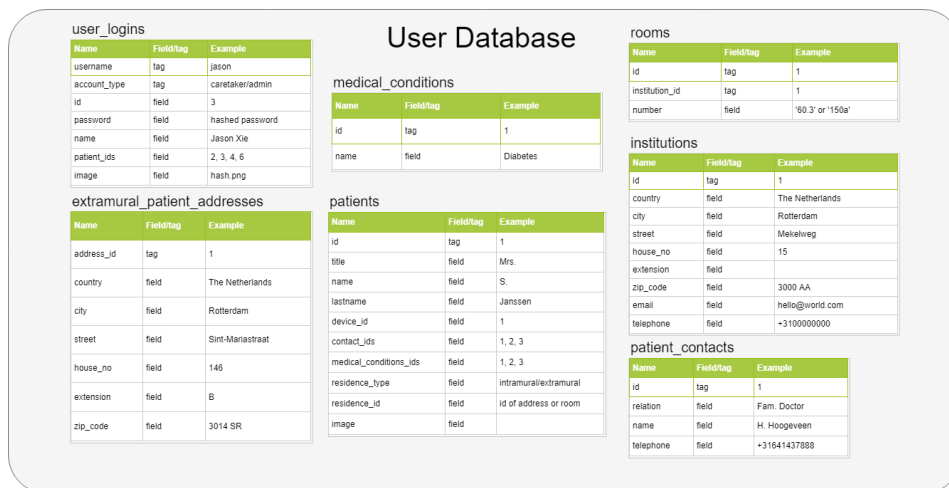 User Database
user_logins
Name Field/tag Example
username tag jason
account_type tag caretaker/admin
id field 3
password field hashed password
name field Jason Xie
patient_ids field 2, 3, 4, 6
image field hash.png
extramural_patient_addresses
Name Field/tag Example
address_id tag 1
country field The Netherlands
city field Rotterdam
street field Sint-Mariastraat
house_no field 146
extension field B
zip_code field 3014 SR
medical_conditions
Name Field/tag Example
id tag 1
name field Diabetes
patients
Name Field/tag Example
id tag 1
title field Mrs.
name field S.
lastname field Janssen
device_id field 1
contact_ids field 1, 2, 3
medical_conditions_ids field 1, 2, 3
residence_type field intramural/extramural
residence_id field id of address or room
image field
rooms
Name Field/tag Example
id tag 1
institution_id tag 1
number field '60.3' or '150a'
institutions
Name Field/tag Example
id tag 1
country field The Netherlands
city field Rotterdam
street field Mekelweg
house_no field 15
extension field
zip_code field 3000 AA
email field hello@world.com
telephone field +3100000000
patient_contacts
Name Field/tag Example
id tag 1
relation field Fam. Doctor
name field H. Hoogeveen
telephone field +31641437888